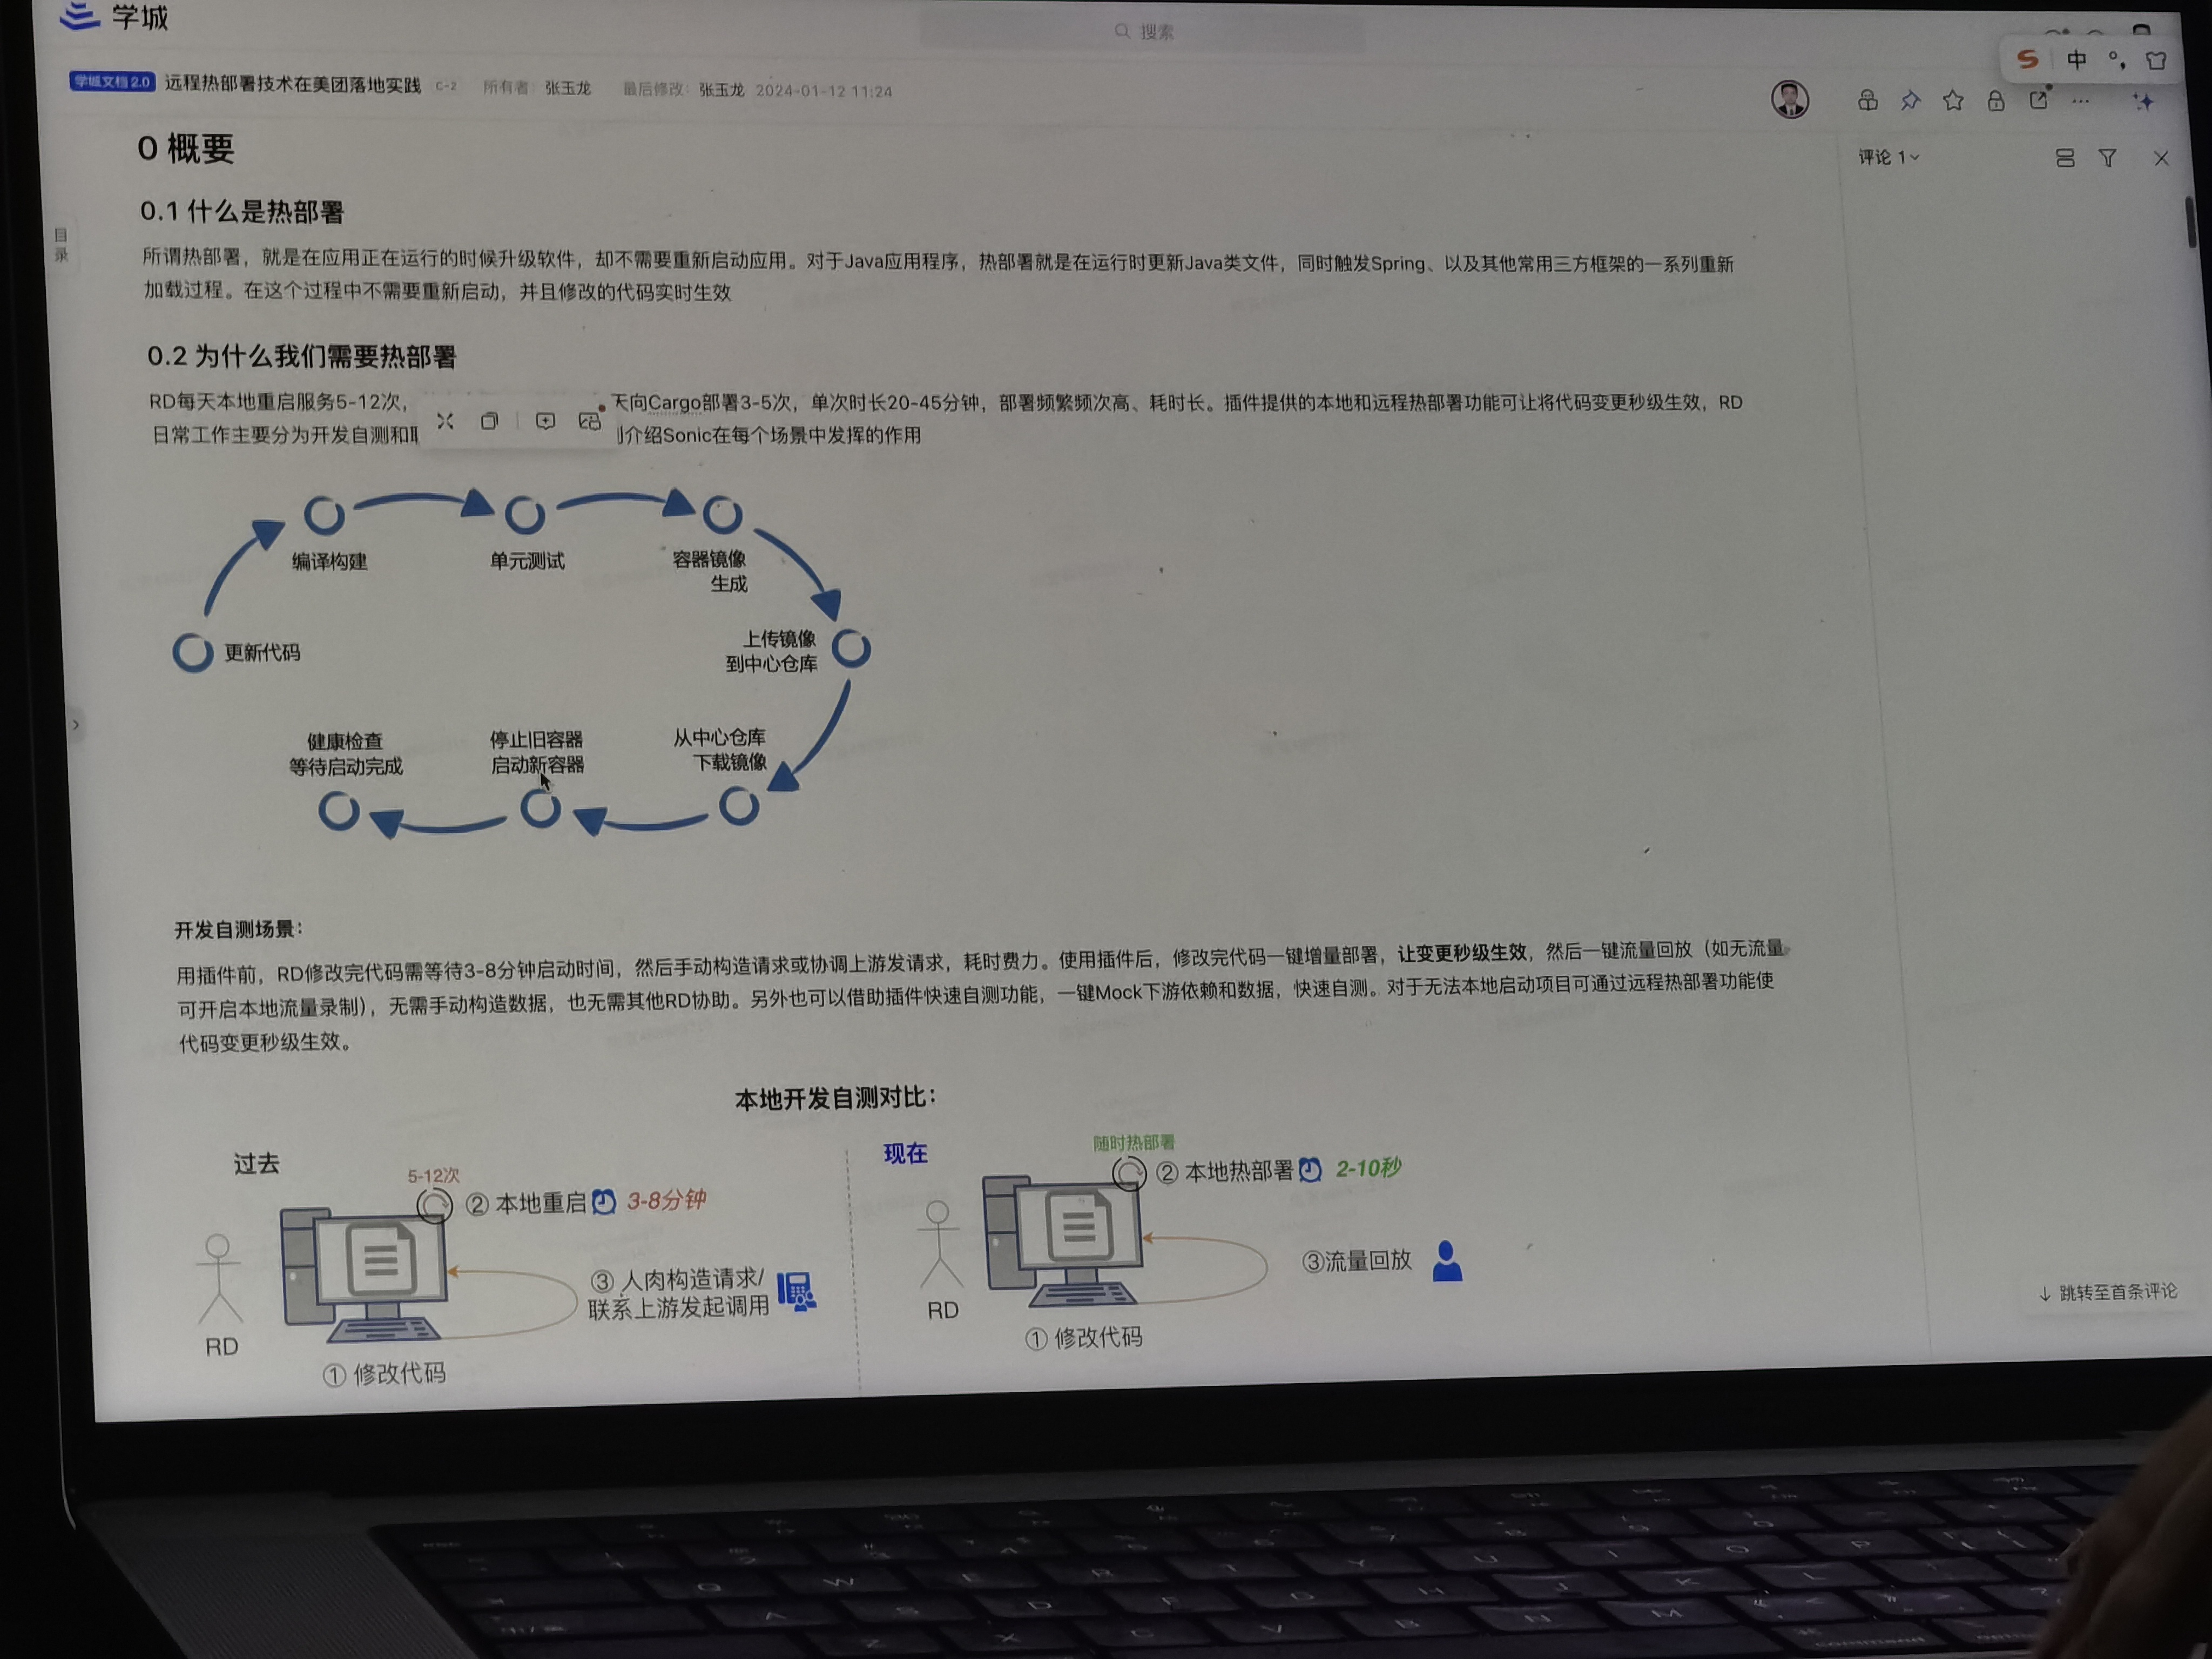 学城
搜索
中
学城文档2.0 远程热部署技术在美团落地实践 C-2 所有者: 张玉龙 最后修改: 张玉龙 2024-01-12 11:24
评论 1
目录
0 概要
0.1 什么是热部署
所谓热部署，就是在应用正在运行的时候升级软件，却不需要重新启动应用。对于Java应用程序，热部署就是在运行时更新Java类文件，同时触发Spring、以及其他常用三方框架的一系列重新
加载过程。在这个过程中不需要重新启动，并且修改的代码实时生效
0.2 为什么我们需要热部署
RD每天本地重启服务5-12次， 天向Cargo部署3-5次，单次时长20-45分钟，部署频繁频次高、耗时长。插件提供的本地和远程热部署功能可让将代码变更秒级生效，RD
日常工作主要分为开发自测和 介绍Sonic在每个场景中发挥的作用
编译构建
单元测试
容器镜像
生成
更新代码
上传镜像
到中心仓库
健康检查
等待启动完成
停止旧容器
启动新容器
从中心仓库
下载镜像
开发自测场景：
用插件前，RD修改完代码需等待3-8分钟启动时间，然后手动构造请求或协调上游发请求，耗时费力。使用插件后，修改完代码一键增量部署，让变更秒级生效，然后一键流量回放（如无流量
可开启本地流量录制），无需手动构造数据，也无需其他RD协助。另外也可以借助插件快速自测功能，一键Mock下游依赖和数据，快速自测。对于无法本地启动项目可通过远程热部署功能使
代码变更秒级生效。
本地开发自测对比：
过去
5-12次
② 本地重启 3-8分钟
③ 人肉构造请求/
联系上游发起调用
RD
① 修改代码
现在
随时热部署
② 本地热部署 2-10秒
③流量回放
RD
① 修改代码
跳转至首条评论
Q W E R T Y U I O P
A S D F G H J K L
Z X C V B N M
command